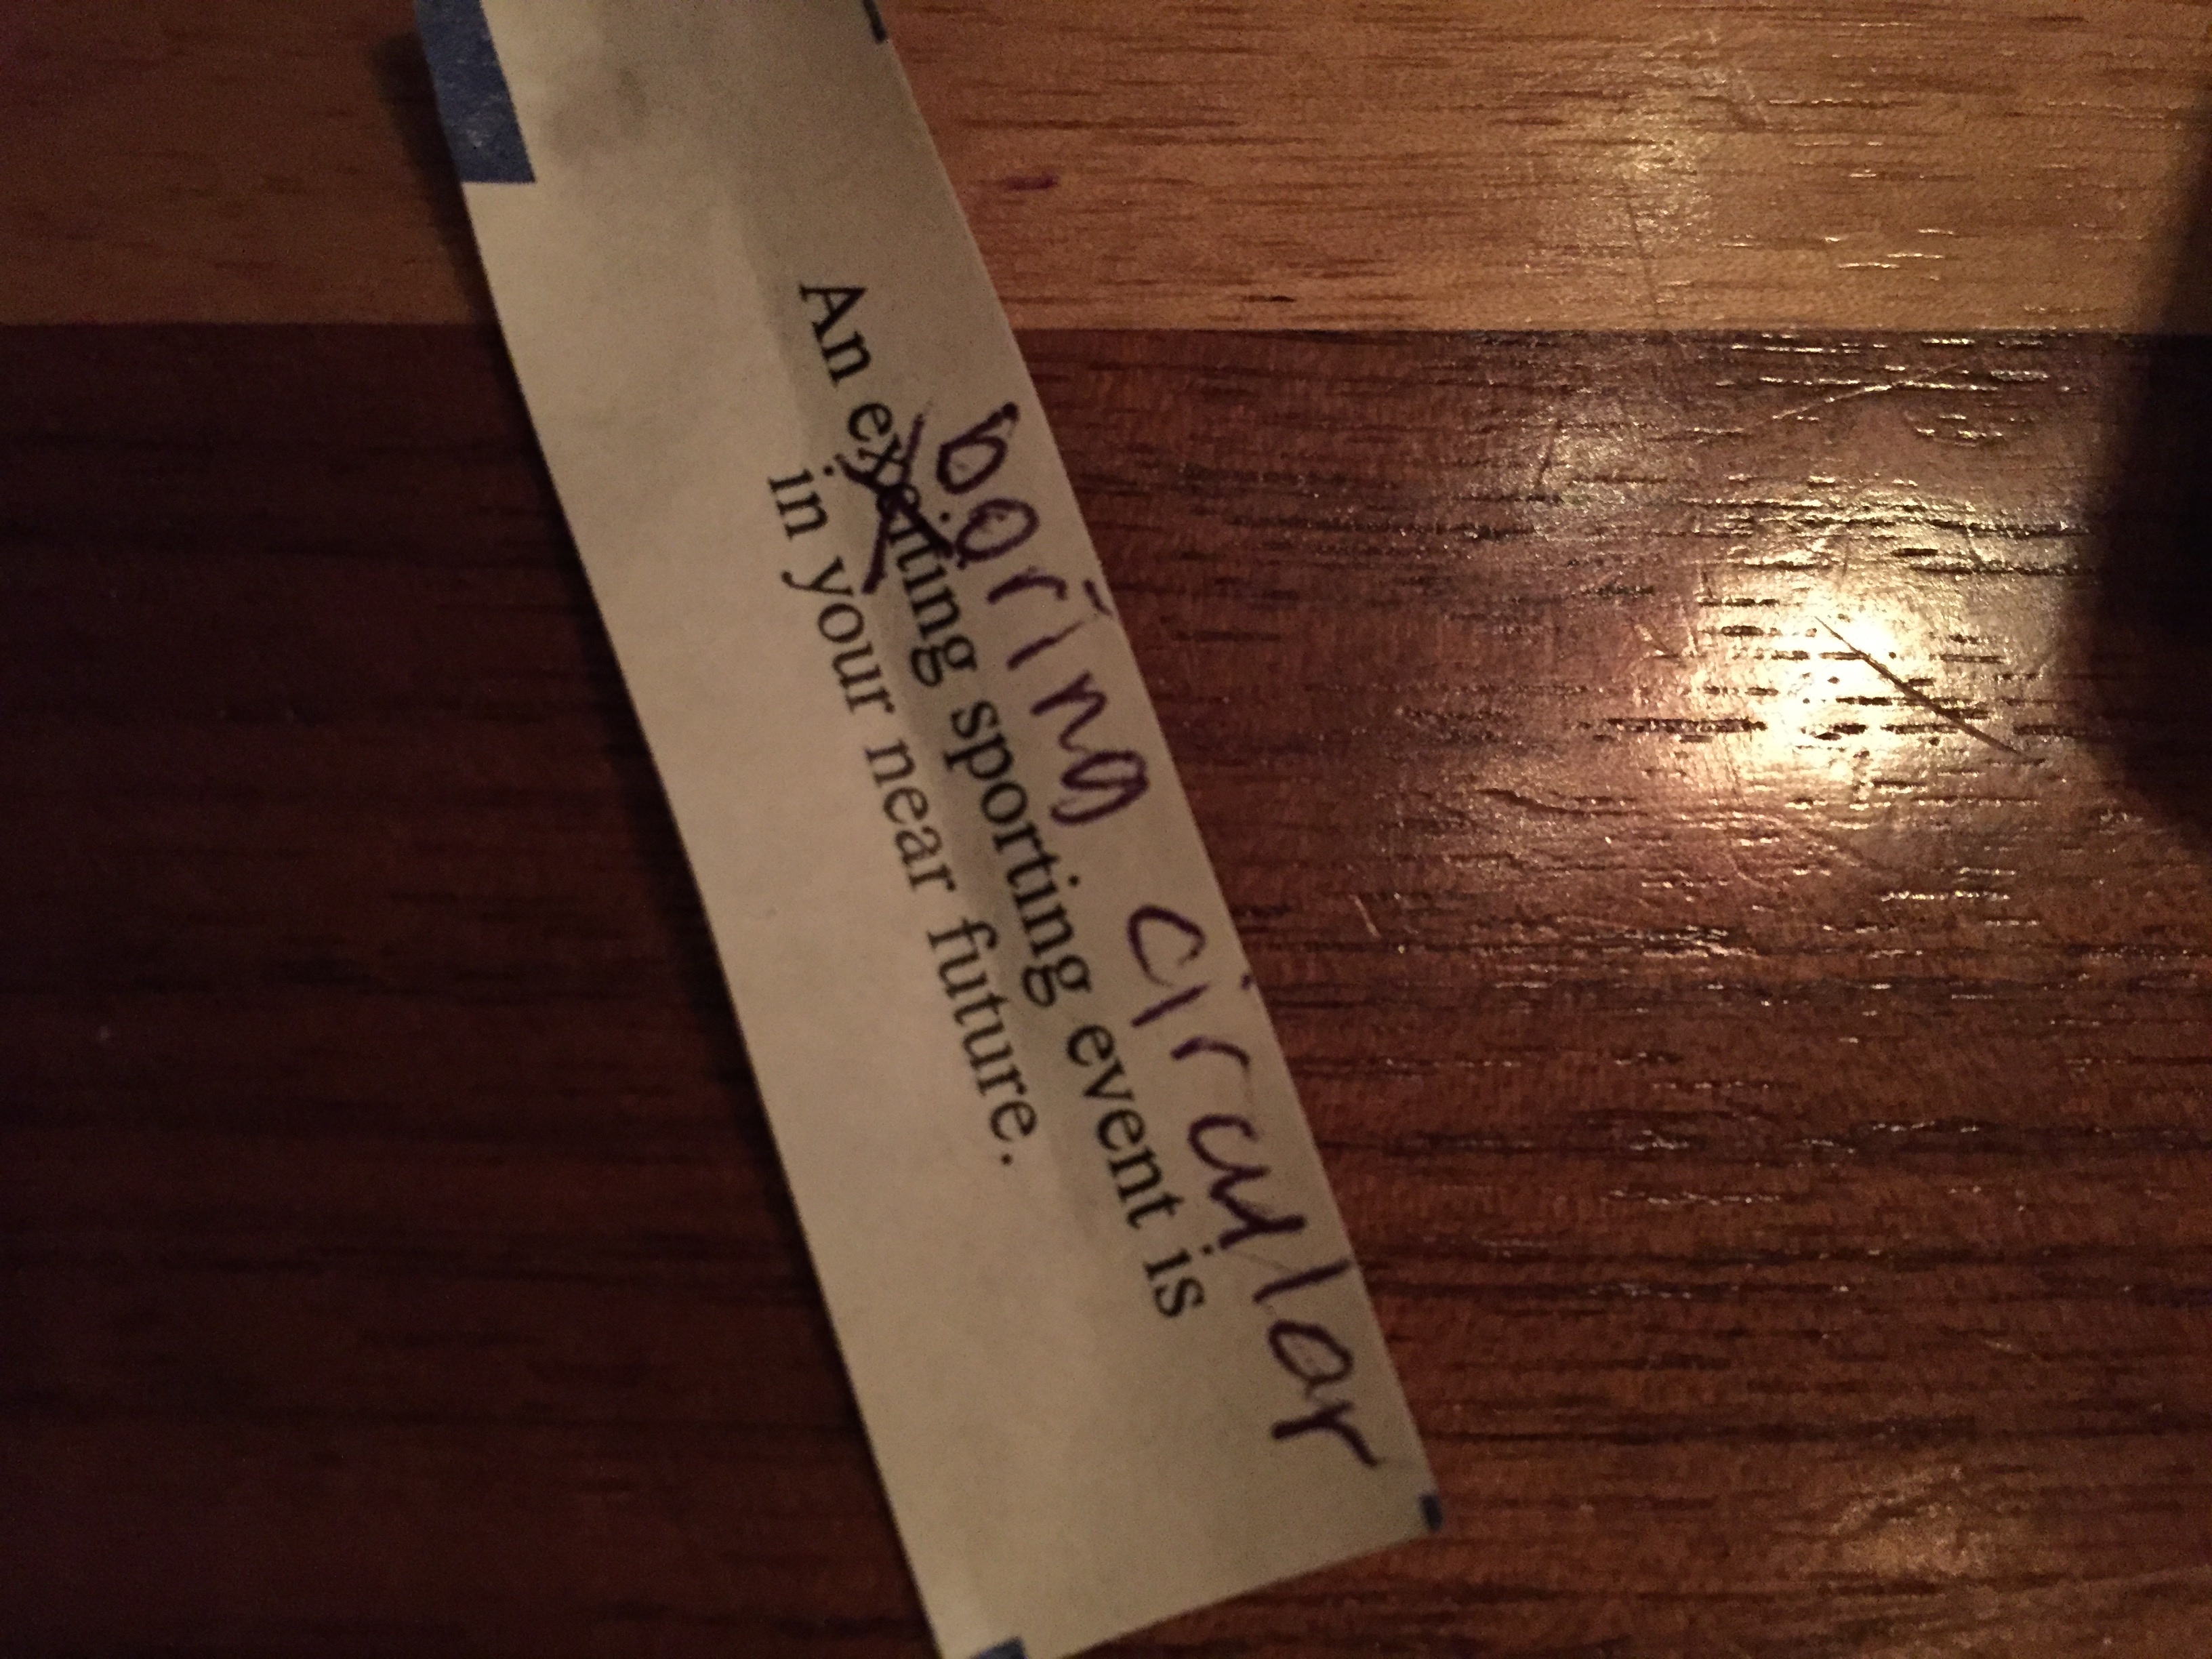 boring circular
An exciting sporting event is
in your near future.